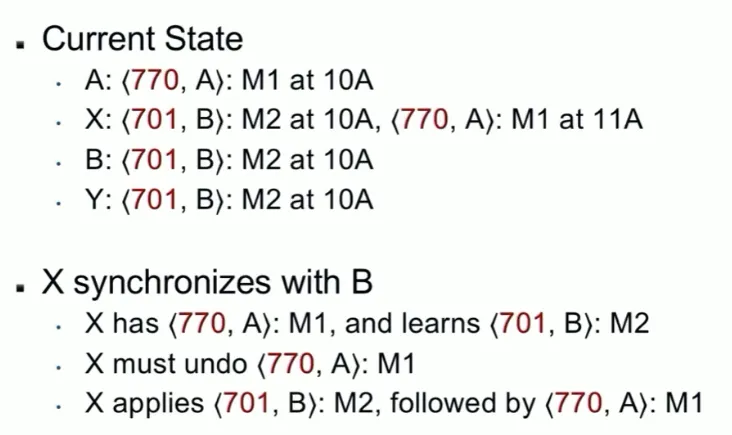 Current State
A: ⟨770, A⟩: M1 at 10A
X: ⟨701, B⟩: M2 at 10A, ⟨770, A⟩: M1 at 11A
B: ⟨701, B⟩: M2 at 10A
Y: ⟨701, B⟩: M2 at 10A
X synchronizes with B
X has ⟨770, A⟩: M1, and learns ⟨701, B⟩: M2
X must undo ⟨770, A⟩: M1
X applies ⟨701, B⟩: M2, followed by ⟨770, A⟩: M1